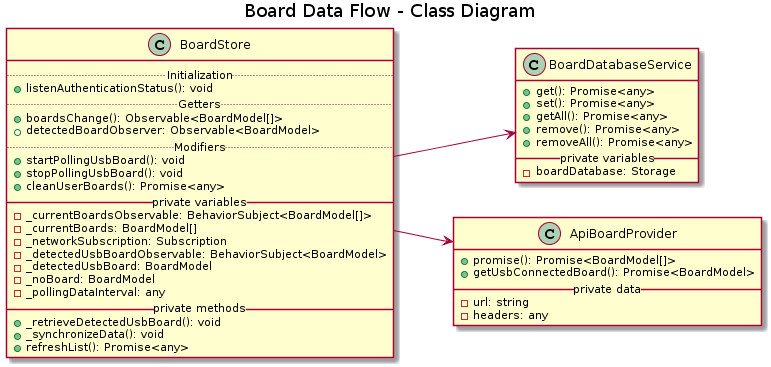 Board Data Flow - Class Diagram
C BoardStore
Initialization
listenAuthenticationStatus(): void
Getters
boardsChange(): Observable<BoardModel[]>
detectedBoardObserver: Observable<BoardModel>
Modifiers
startPollingUsbBoard(): void
stopPollingUsbBoard(): void
cleanUserBoards(): Promise<any>
private variables
_currentBoardsObservable: BehaviorSubject<BoardModel[]>
_currentBoards: BoardModel[]
_networkSubscription: Subscription
_detectedUsbBoardObservable: BehaviorSubject<BoardModel>
_detectedUsbBoard: BoardModel
_noBoard: BoardModel
_pollingDataInterval: any
private methods
_retrieveDetectedUsbBoard(): void
_synchronizeData(): void
refreshList(): Promise<any>
C BoardDatabaseService
get(): Promise<any>
set(): Promise<any>
getAll(): Promise<any>
remove(): Promise<any>
removeAll(): Promise<any>
private variables
boardDatabase: Storage
C ApiBoardProvider
promise(): Promise<BoardModel[]>
getUsbConnectedBoard(): Promise<BoardModel>
private data
url: string
headers: any